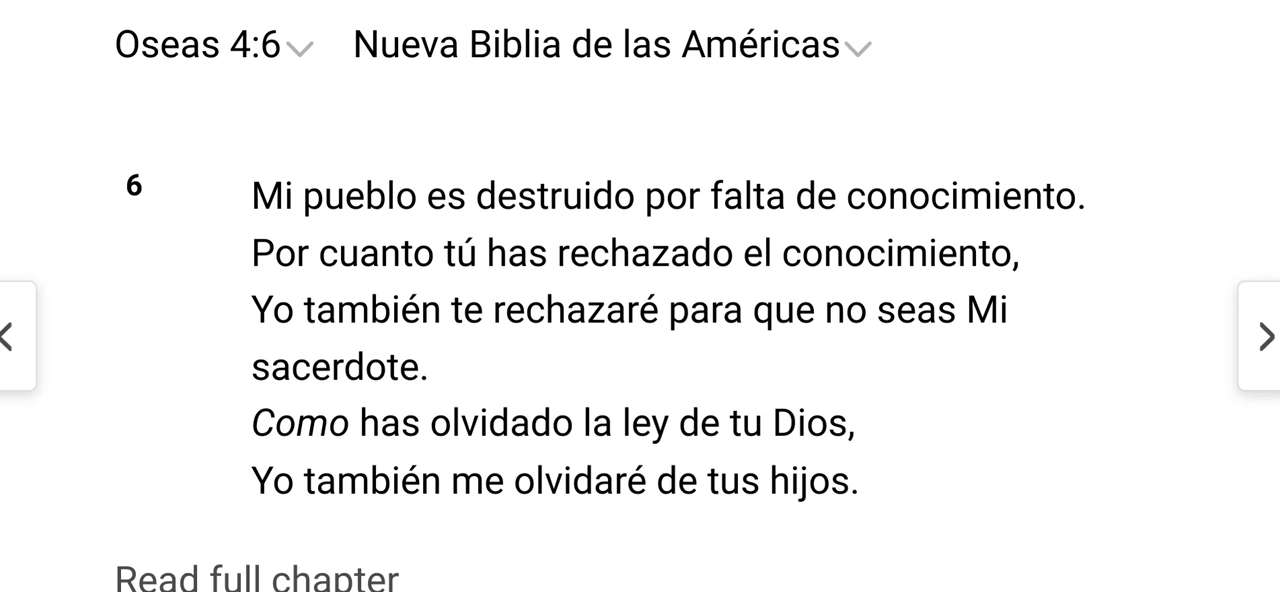 Oseas 4:6 Nueva Biblia de las Américas
6 Mi pueblo es destruido por falta de conocimiento.
Por cuanto tú has rechazado el conocimiento,
Yo también te rechazaré para que no seas Mi
sacerdote.
Como has olvidado la ley de tu Dios,
Yo también me olvidaré de tus hijos.
Read full chapter